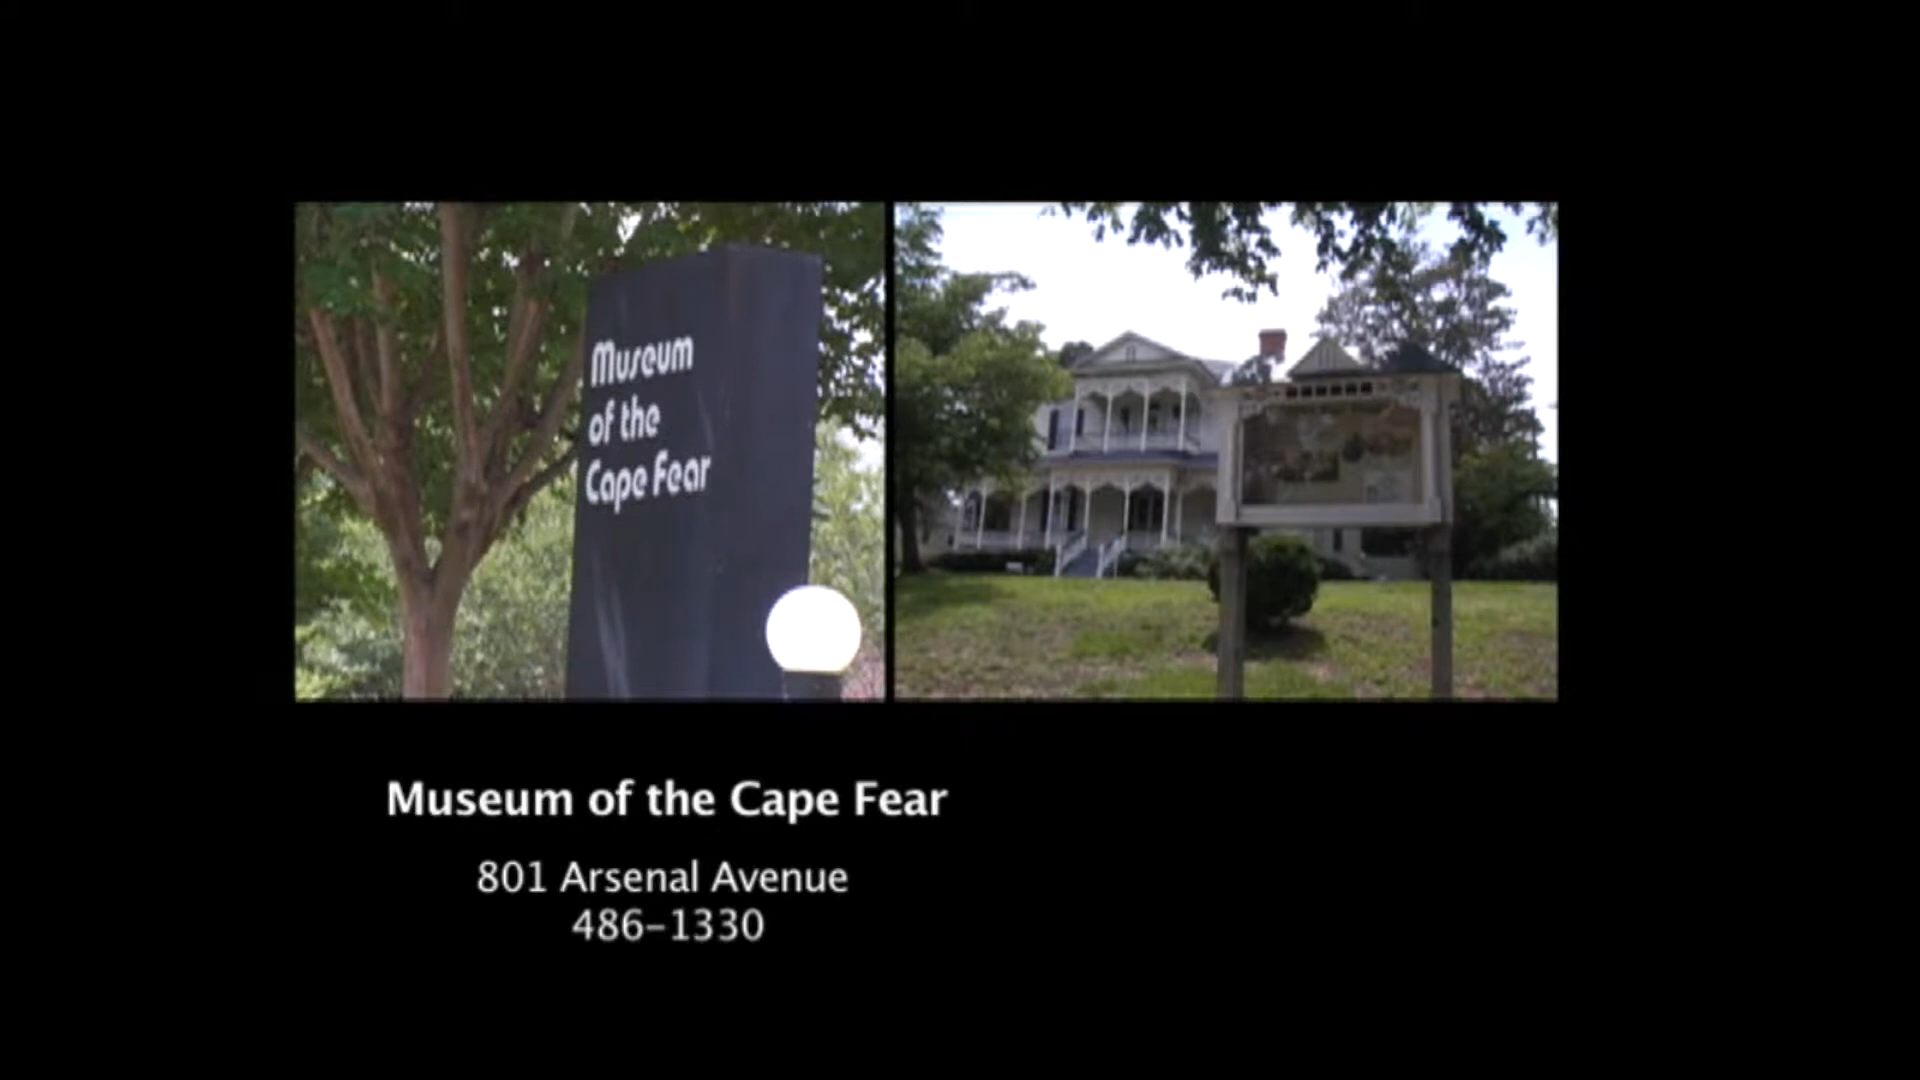 Museum
of the
Cape Fear
Museum of the Cape Fear
801 Arsenal Avenue
486-1330